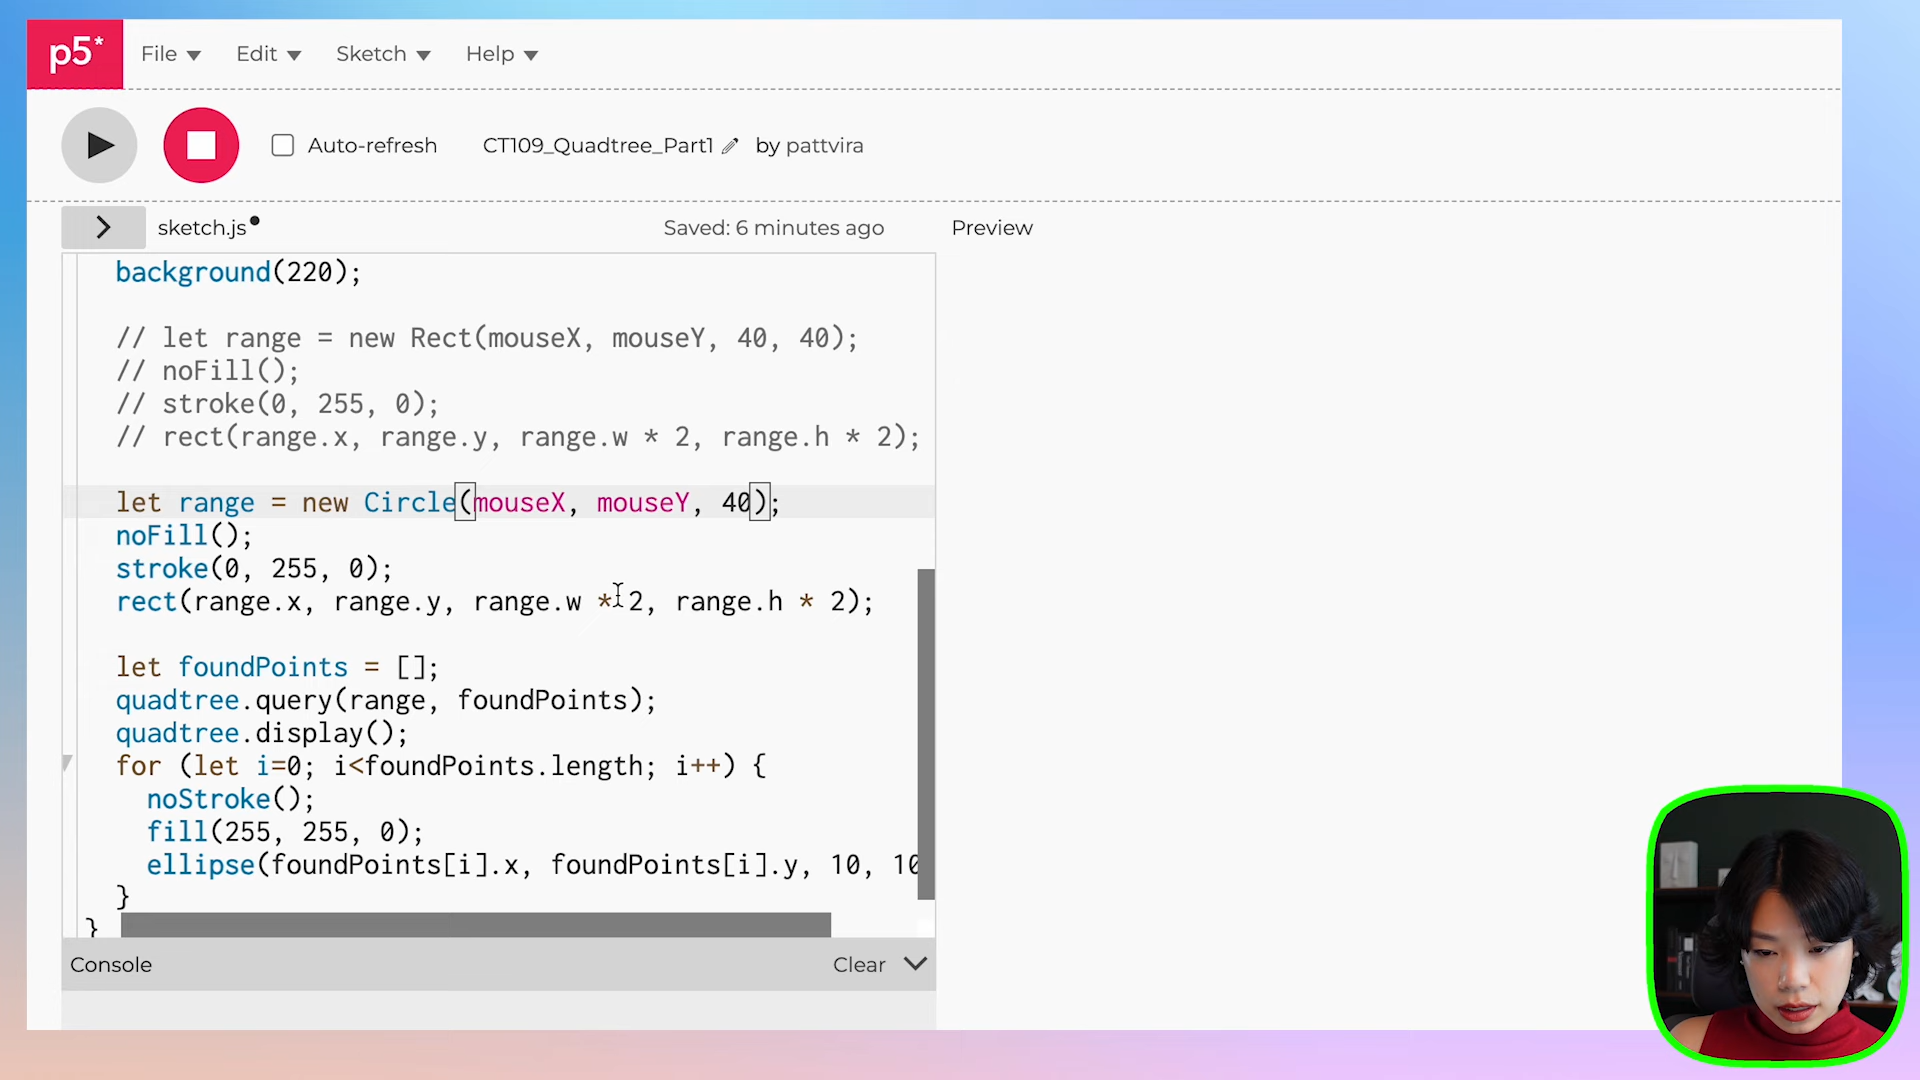 p5* File Edit Sketch Help
Auto-refresh CT109_Quadtree_Part1 by pattvira
> sketch.js Saved: 6 minutes ago Preview
background(220);
// let range = new Rect(mouseX, mouseY, 40, 40);
// noFill();
// stroke(0, 255, 0);
// rect(range.x, range.y, range.w * 2, range.h * 2);
let range = new Circle(mouseX, mouseY, 40);
noFill();
stroke(0, 255, 0);
rect(range.x, range.y, range.w * 2, range.h * 2);
let foundPoints = [];
quadtree.query(range, foundPoints);
quadtree.display();
for (let i=0; i<foundPoints.length; i++) {
noStroke();
fill(255, 255, 0);
ellipse(foundPoints[i].x, foundPoints[i].y, 10, 10
}
}
Console Clear